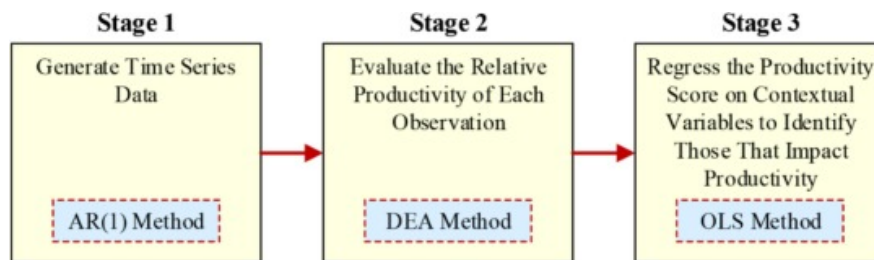 Stage 1
Generate Time Series
Data
AR(1) Method
Stage 2
Evaluate the Relative
Productivity of Each
Observation
DEA Method
Stage 3
Regress the Productivity
Score on Contextual
Variables to Identify
Those That Impact
Productivity
OLS Method